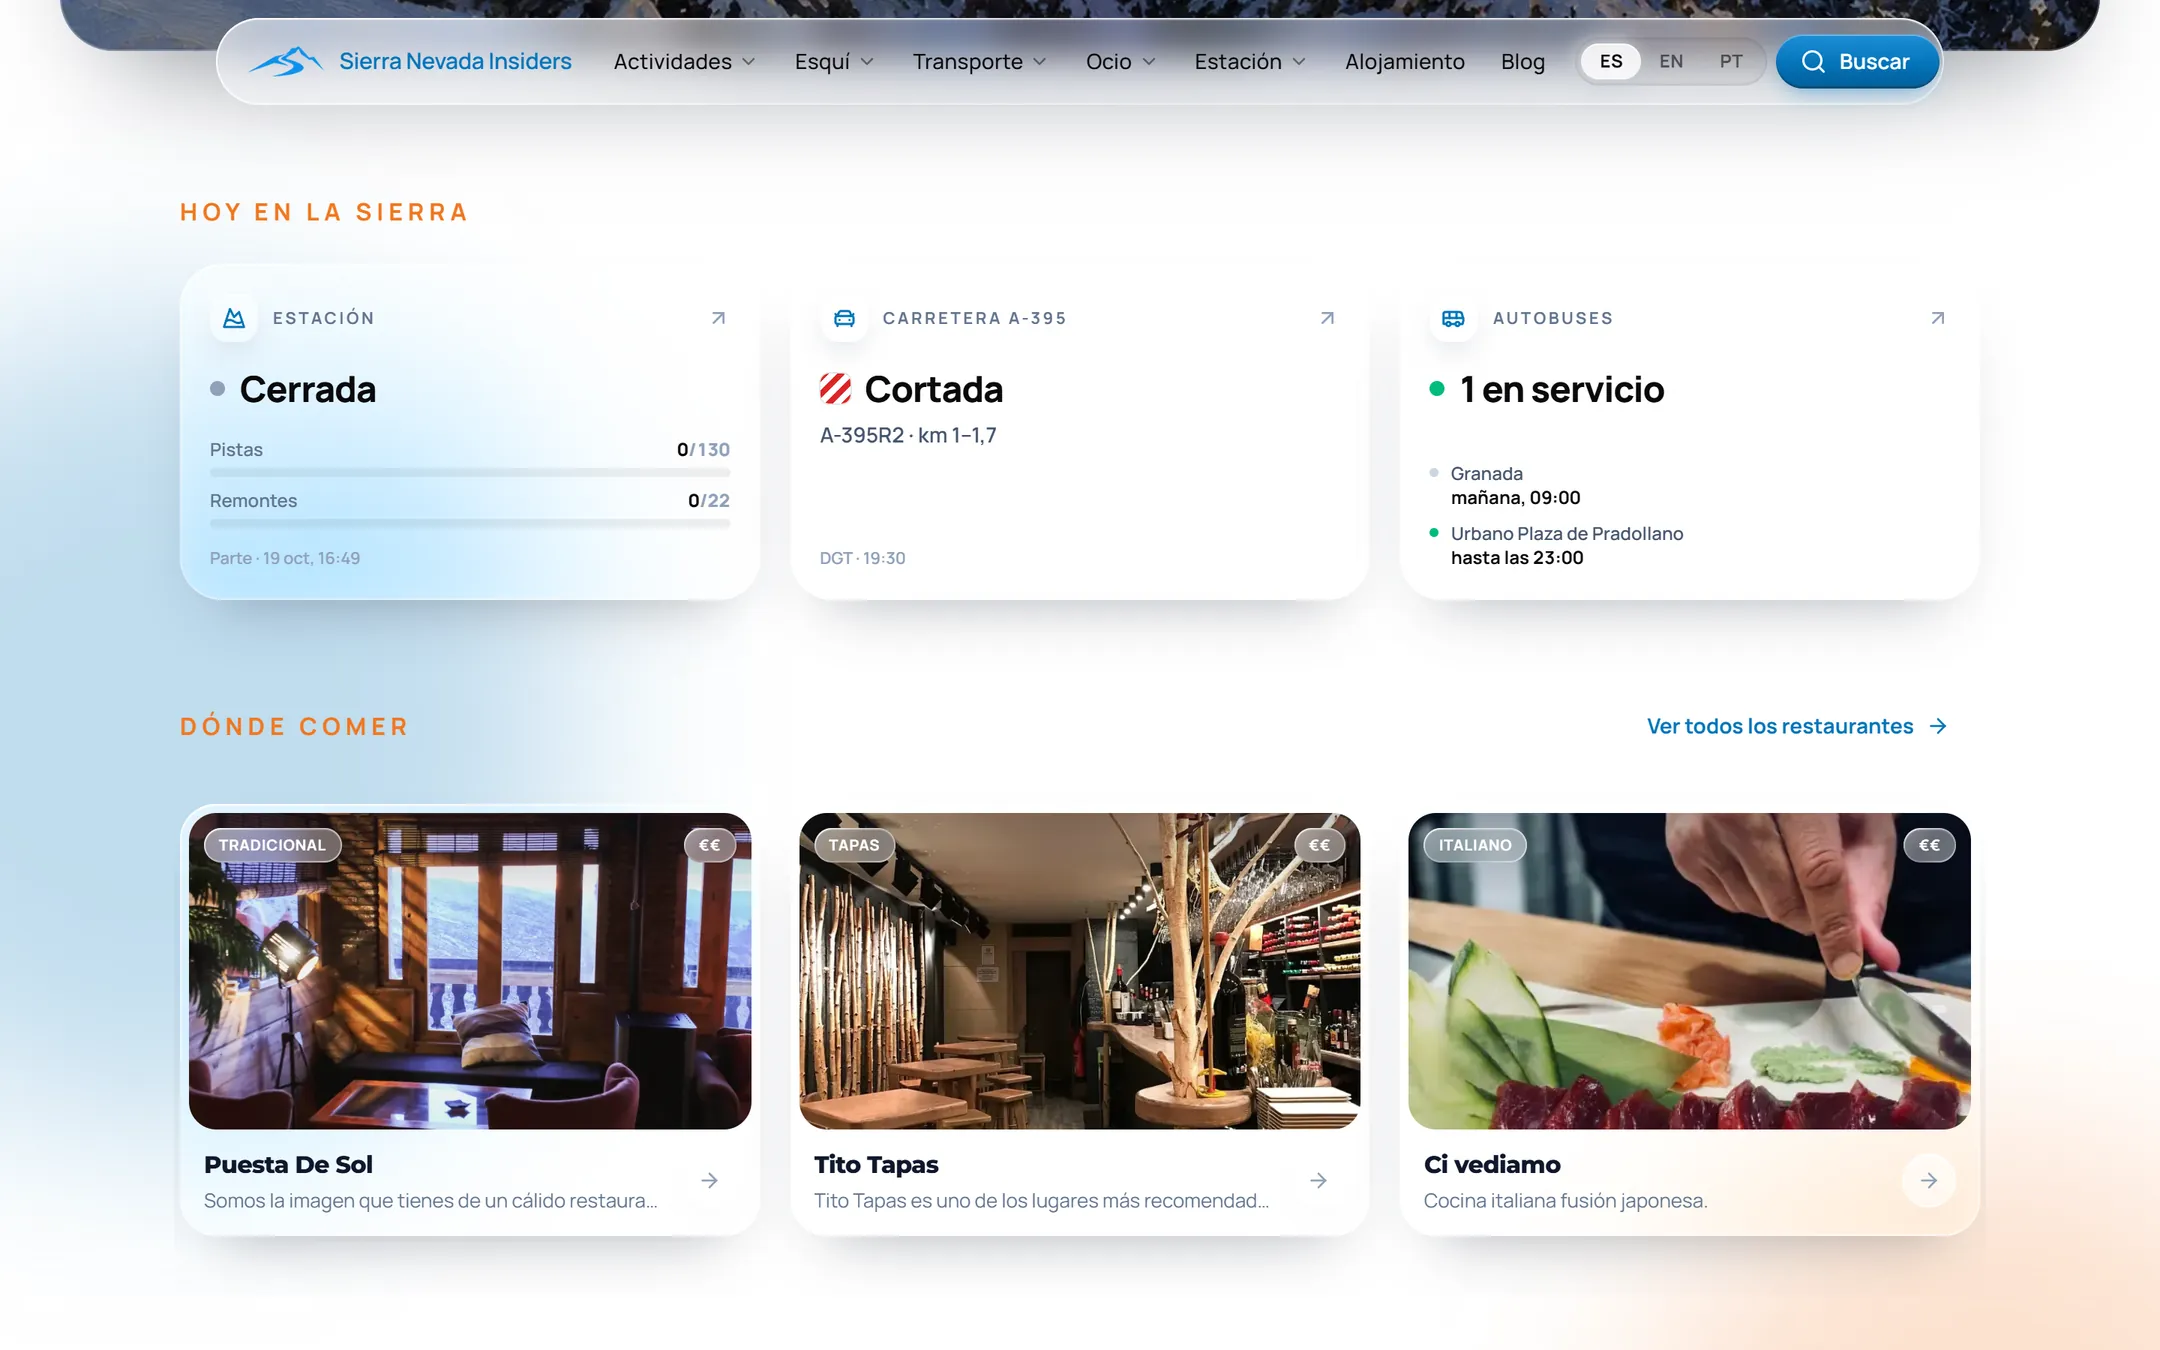 Sierra Nevada Insiders Actividades Esquí Transporte Ocio Estación Alojamiento Blog ES EN PT Buscar
HOY EN LA SIERRA
ESTACIÓN
Cerrada
Pistas 0/130
Remontes 0/22
Parte · 19 oct, 16:49
CARRETERA A-395
Cortada
A-395R2 · km 1–1,7
DGT · 19:30
AUTOBUSES
1 en servicio
Granada
mañana, 09:00
Urbano Plaza de Pradollano
hasta las 23:00
DÓNDE COMER
Ver todos los restaurantes
TRADICIONAL €€
Puesta De Sol
Somos la imagen que tienes de un cálido restaura...
TAPAS €€
Tito Tapas
Tito Tapas es uno de los lugares más recomendad...
ITALIANO €€
Ci vediamo
Cocina italiana fusión japonesa.